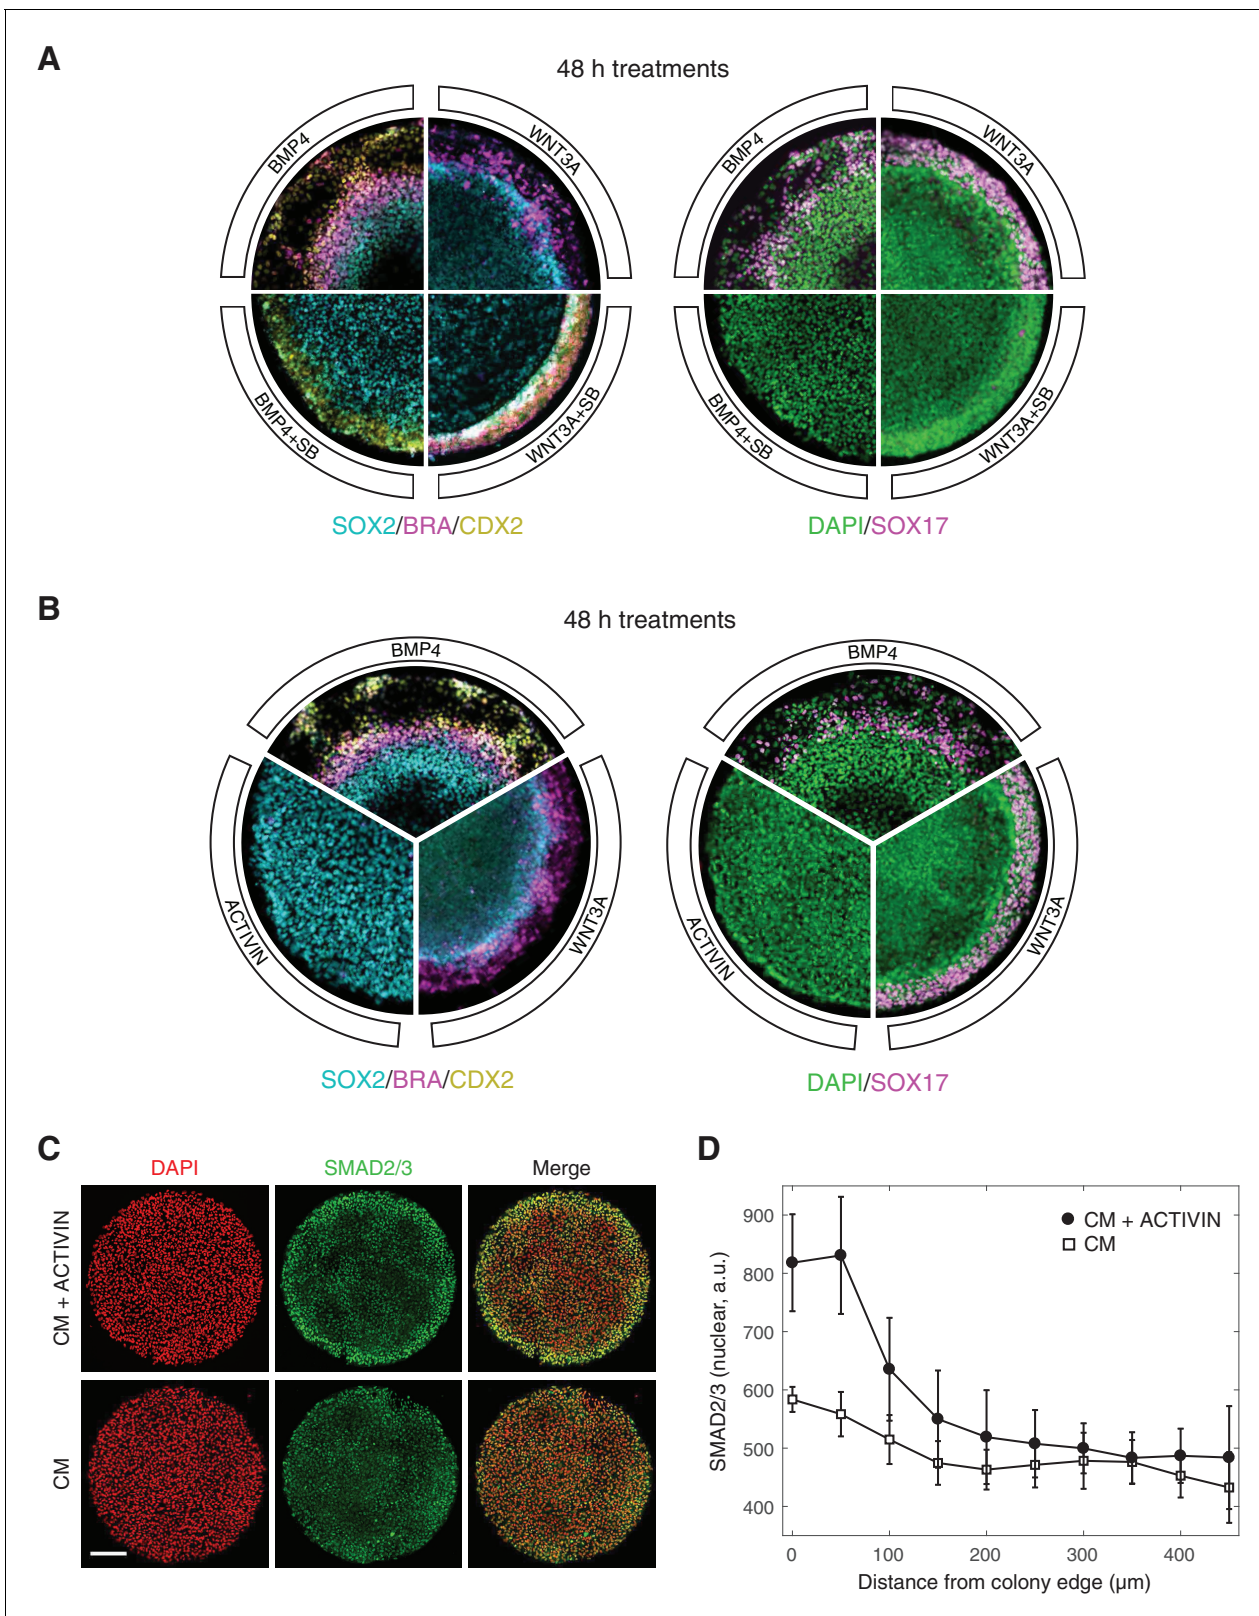 A
48 h treatments
BMP4
WNT3A
BMP4+SB
WNT3A+SB
SOX2/BRA/CDX2
BMP4
WNT3A
BMP4+SB
WNT3A+SB
DAPI/SOX17
B
48 h treatments
BMP4
ACTIVIN
WNT3A
SOX2/BRA/CDX2
BMP4
ACTIVIN
WNT3A
DAPI/SOX17
C
DAPI
SMAD2/3
Merge
CM + ACTIVIN
CM
D
CM + ACTIVIN
CM
SMAD2/3 (nuclear, a.u.)
900
800
700
600
500
400
0
100
200
300
400
Distance from colony edge (µm)